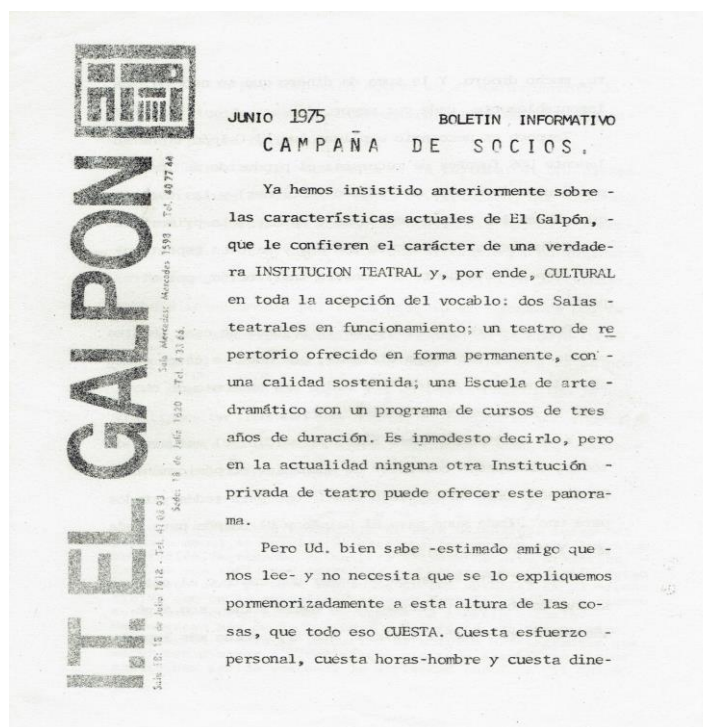 I.T. EL GALPON
Sala 18: 18 de Julio 1612 - Tel. 41 08 93
Sede: 18 de Julio 1620 - Tel. 4 33 66.
Sala Mercedes: Mercedes 1598 - Tel. 40 77 44
JUNIO 1975 BOLETIN INFORMATIVO
CAMPAÑA DE SOCIOS.
Ya hemos insistido anteriormente sobre -
las características actuales de El Galpón, -
que le confieren el carácter de una verdade-
ra INSTITUCION TEATRAL y, por ende, CULTURAL
en toda la acepción del vocablo: dos Salas -
teatrales en funcionamiento; un teatro de re
pertorio ofrecido en forma permanente, con -
una calidad sostenida; una Escuela de arte -
dramático con un programa de cursos de tres
años de duración. Es inmodesto decirlo, pero
en la actualidad ninguna otra Institución -
privada de teatro puede ofrecer este panora-
ma.
Pero Ud. bien sabe -estimado amigo que -
nos lee- y no necesita que se lo expliquemos
pormenorizadamente a esta altura de las co-
sas, que todo eso CUESTA. Cuesta esfuerzo -
personal, cuesta horas-hombre y cuesta dine-